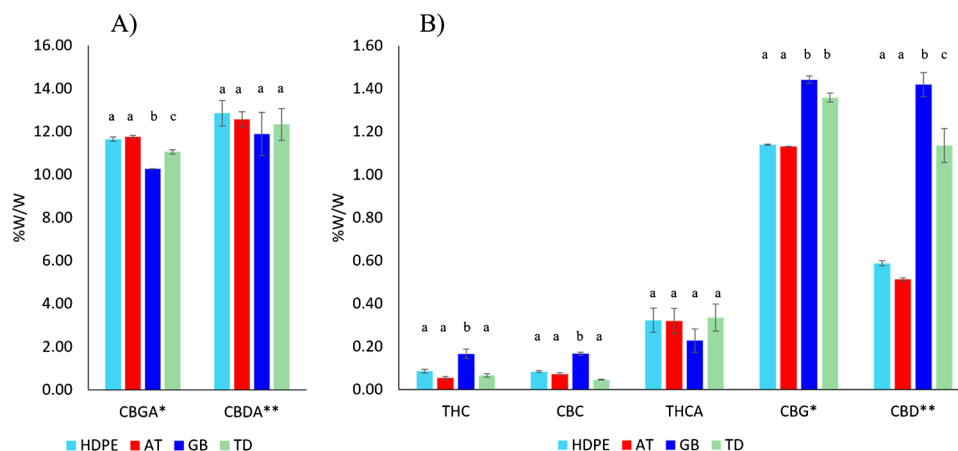 A)
B)
16.00
14.00
12.00
10.00
8.00
6.00
4.00
2.00
0.00
%W/W
a a b c
a a a a
CBGA* CBDA**
HDPE AT GB TD
1.60
1.40
1.20
1.00
0.80
0.60
0.40
0.20
0.00
%W/W
a a b a
a a b a
a a a a
a a b b
a a b c
THC CBC THCA CBG* CBD**
HDPE AT GB TD